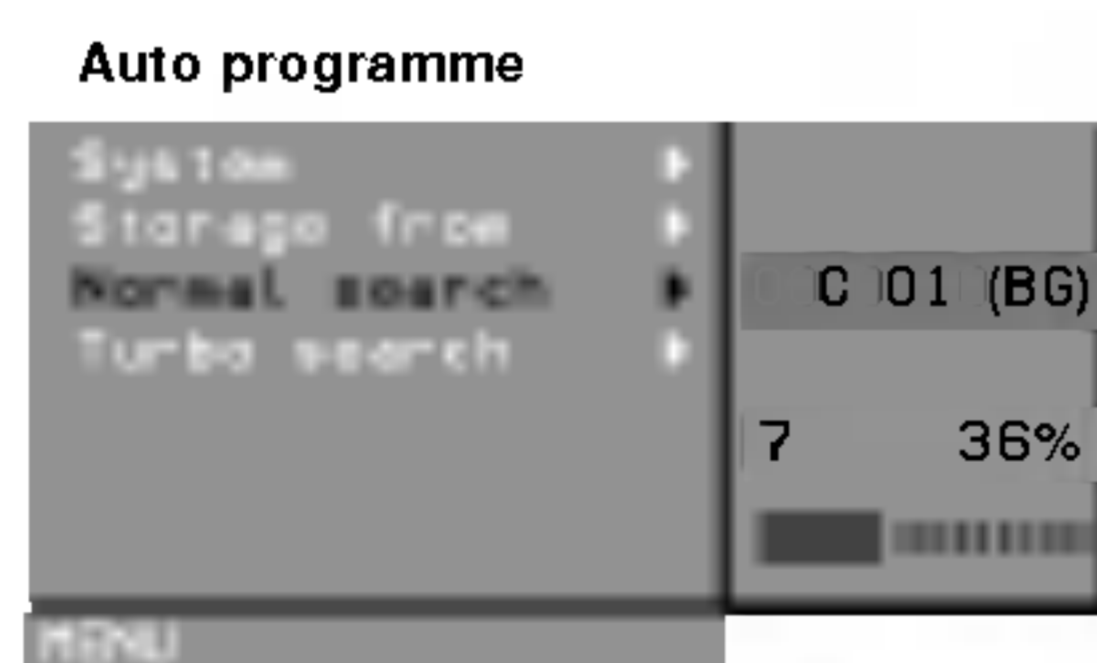 Auto programme
System
Storage from
Normal search
C 01 (BG)
Turbo search
7 36%
MENU